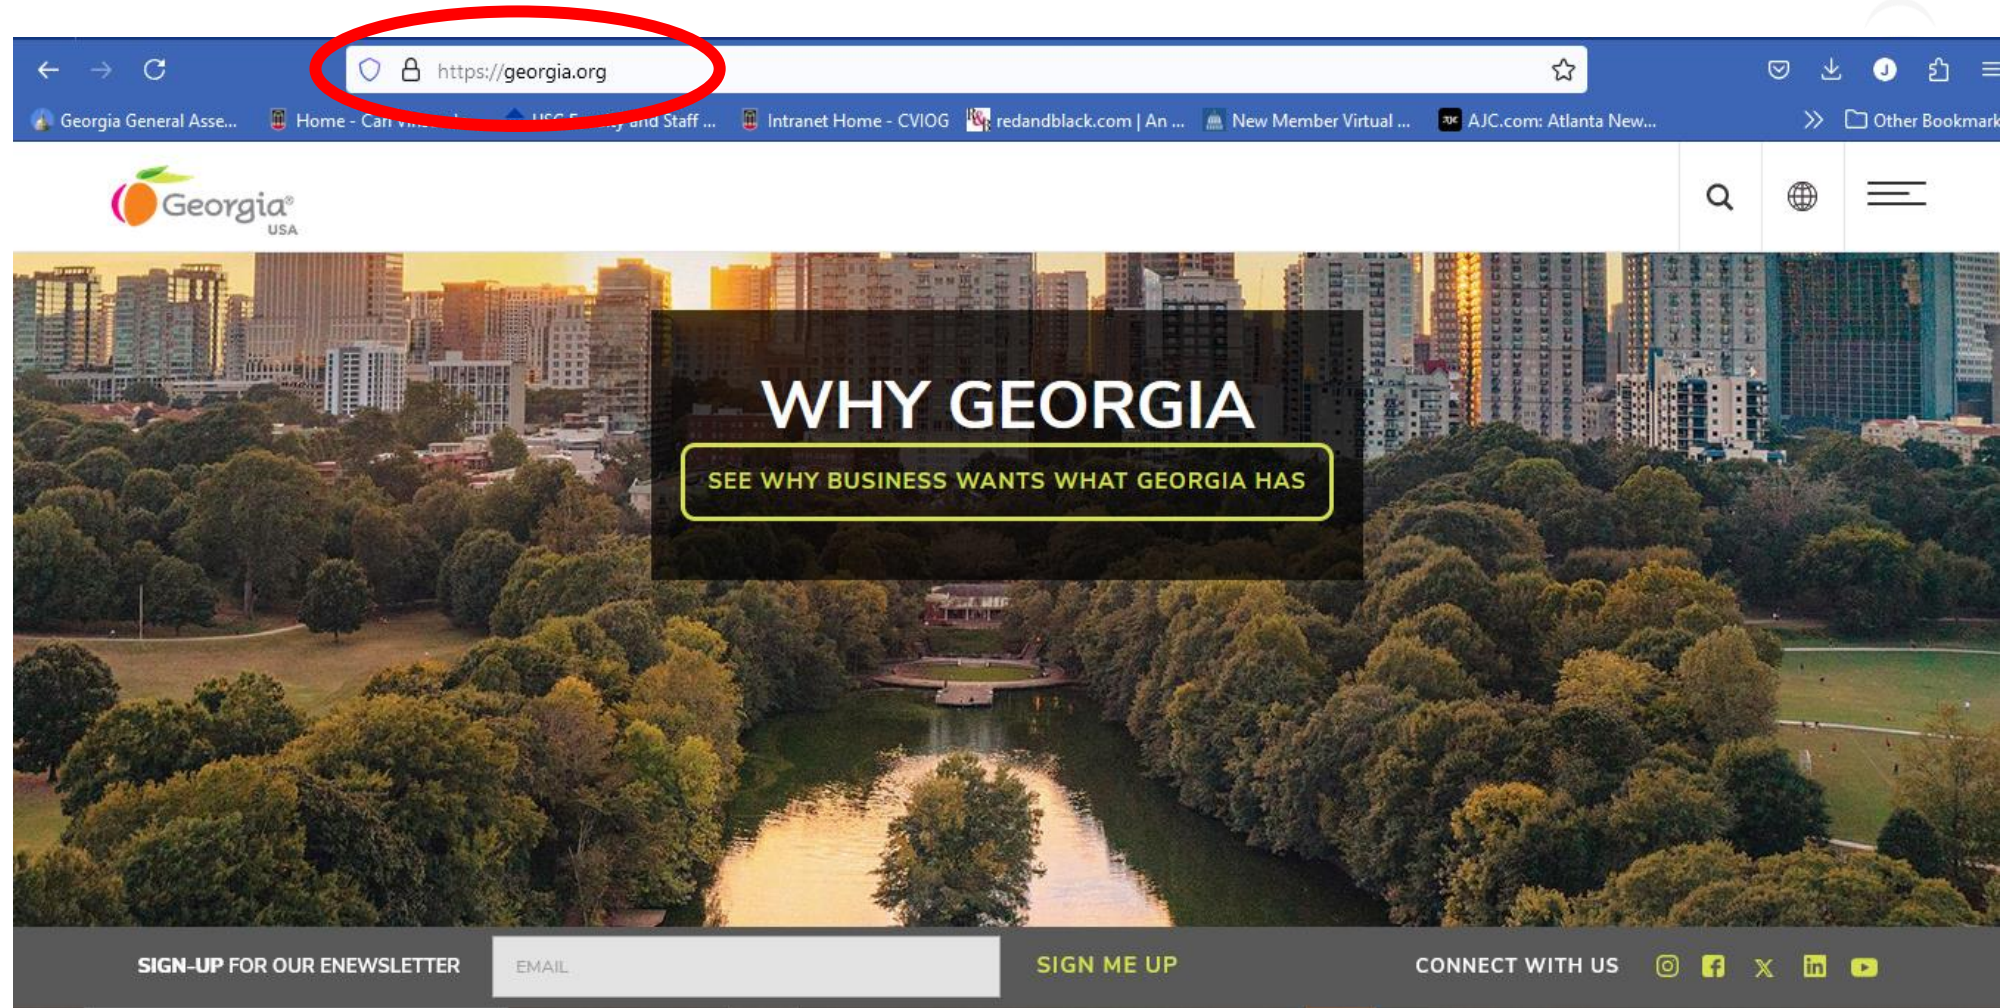 https://georgia.org
J
Georgia General Asse...
Home -
and Staff ...
Intranet Home - CVIOG
redandblack.com | An ...
New Member Virtual ...
AJC.com: Atlanta New...
Other Bookmark
Georgia®
USA
WHY GEORGIA
SEE WHY BUSINESS WANTS WHAT GEORGIA HAS
SIGN-UP FOR OUR ENEWSLETTER
EMAIL
SIGN ME UP
CONNECT WITH US